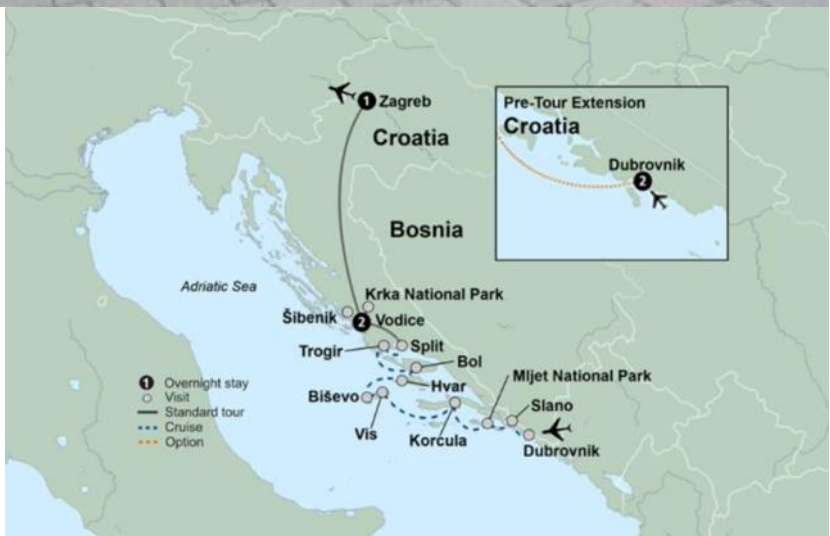 1 Zagreb
Croatia
Pre-Tour Extension
Croatia
Dubrovnik
2
Bosnia
Adriatic Sea
Krka National Park
Šibenik
2 Vodice
Trogir
Split
Bol
Mljet National Park
Hvar
Slano
Biševo
Vis
Korcula
Dubrovnik
1 Overnight stay
Visit
Standard tour
Cruise
Option